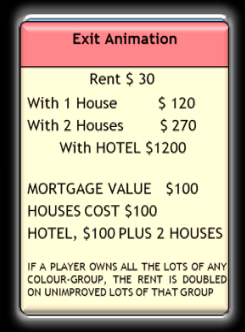 Exit Animation
Rent $ 30
With 1 House $ 120
With 2 Houses $ 270
With HOTEL $1200
MORTGAGE VALUE $100
HOUSES COST $100
HOTEL, $100 PLUS 2 HOUSES
IF A PLAYER OWNS ALL THE LOTS OF ANY
COLOUR-GROUP, THE RENT IS DOUBLED
ON UNIMPROVED LOTS OF THAT GROUP